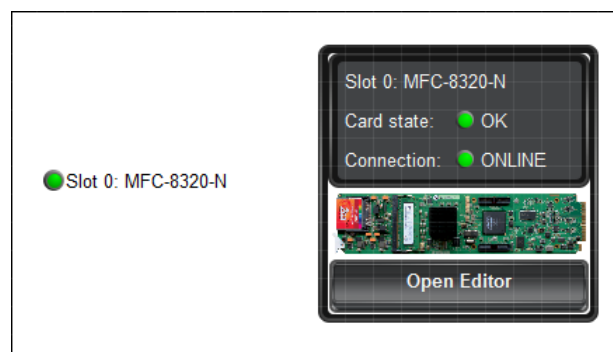 Slot 0: MFC-8320-N
Slot 0: MFC-8320-N
Card state: OK
Connection: ONLINE
Open Editor